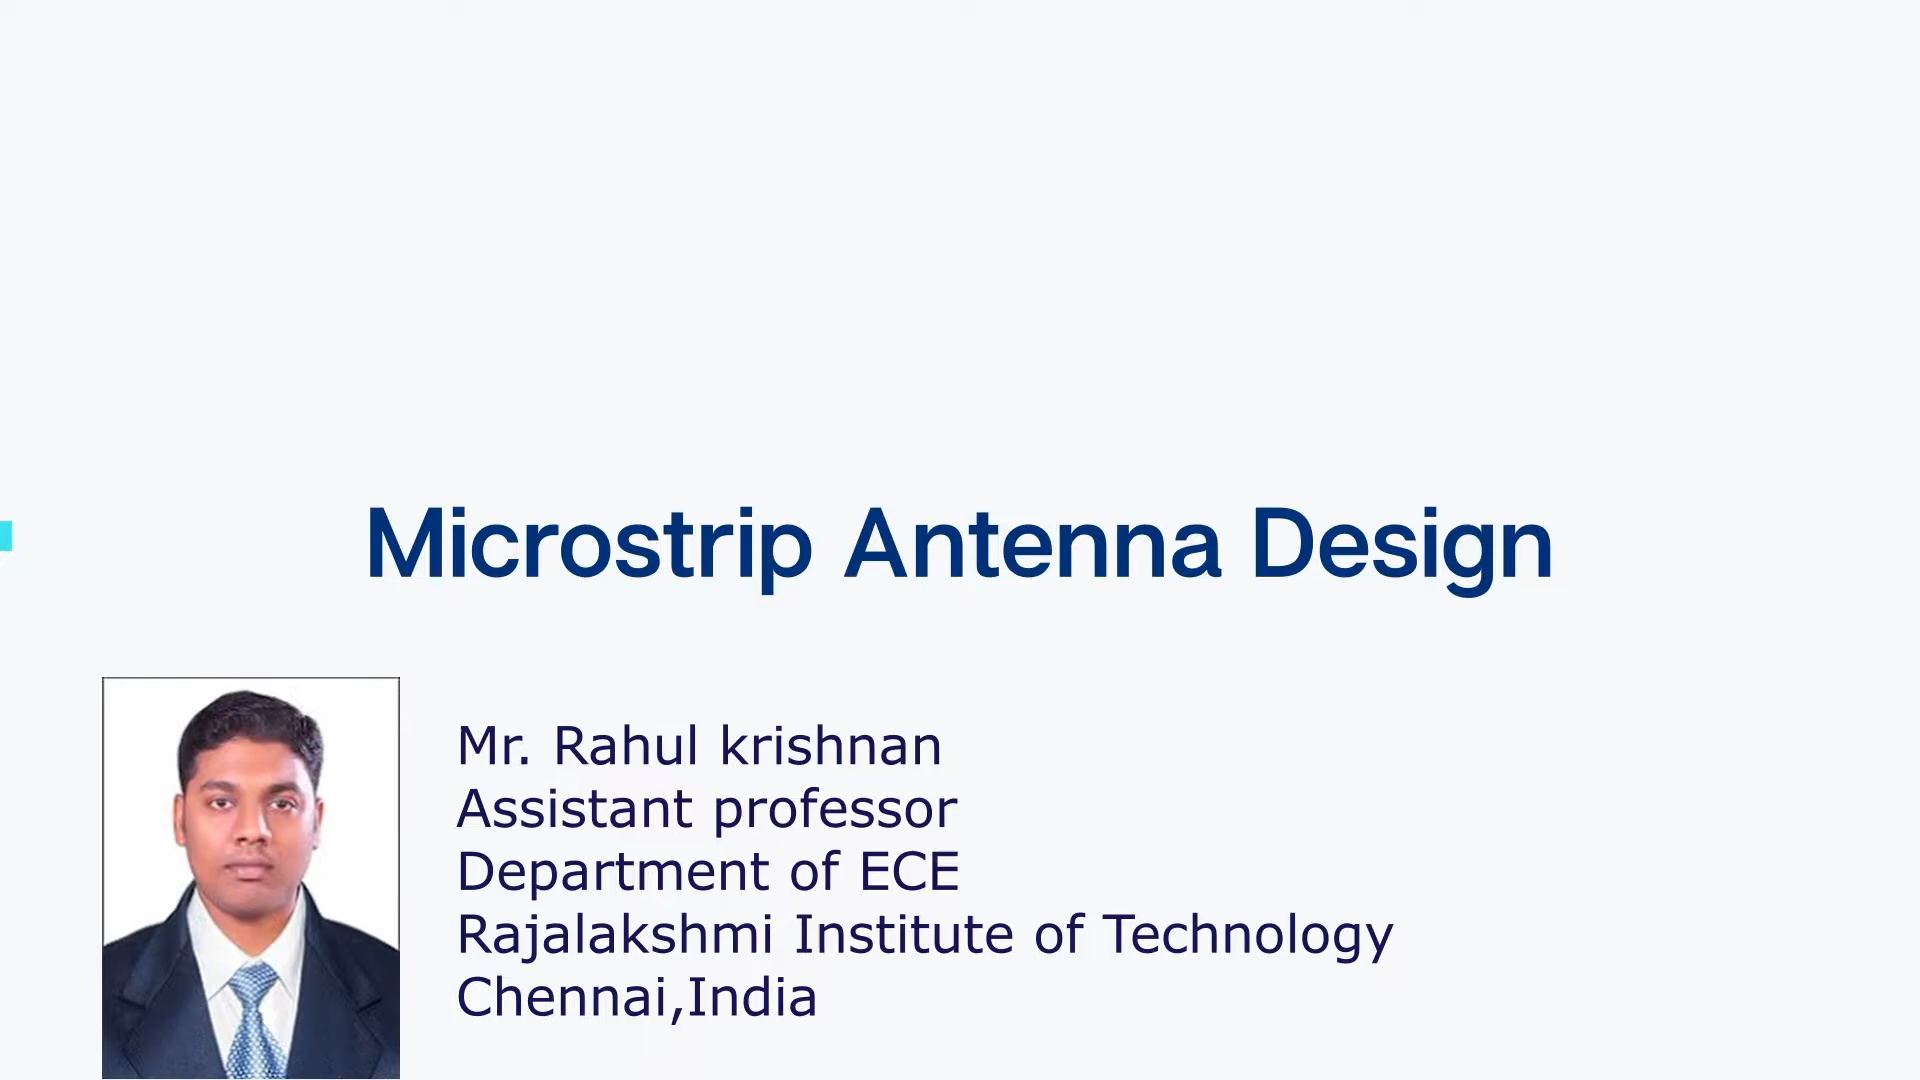 Microstrip Antenna Design
Mr. Rahul krishnan
Assistant professor
Department of ECE
Rajalakshmi Institute of Technology
Chennai,India